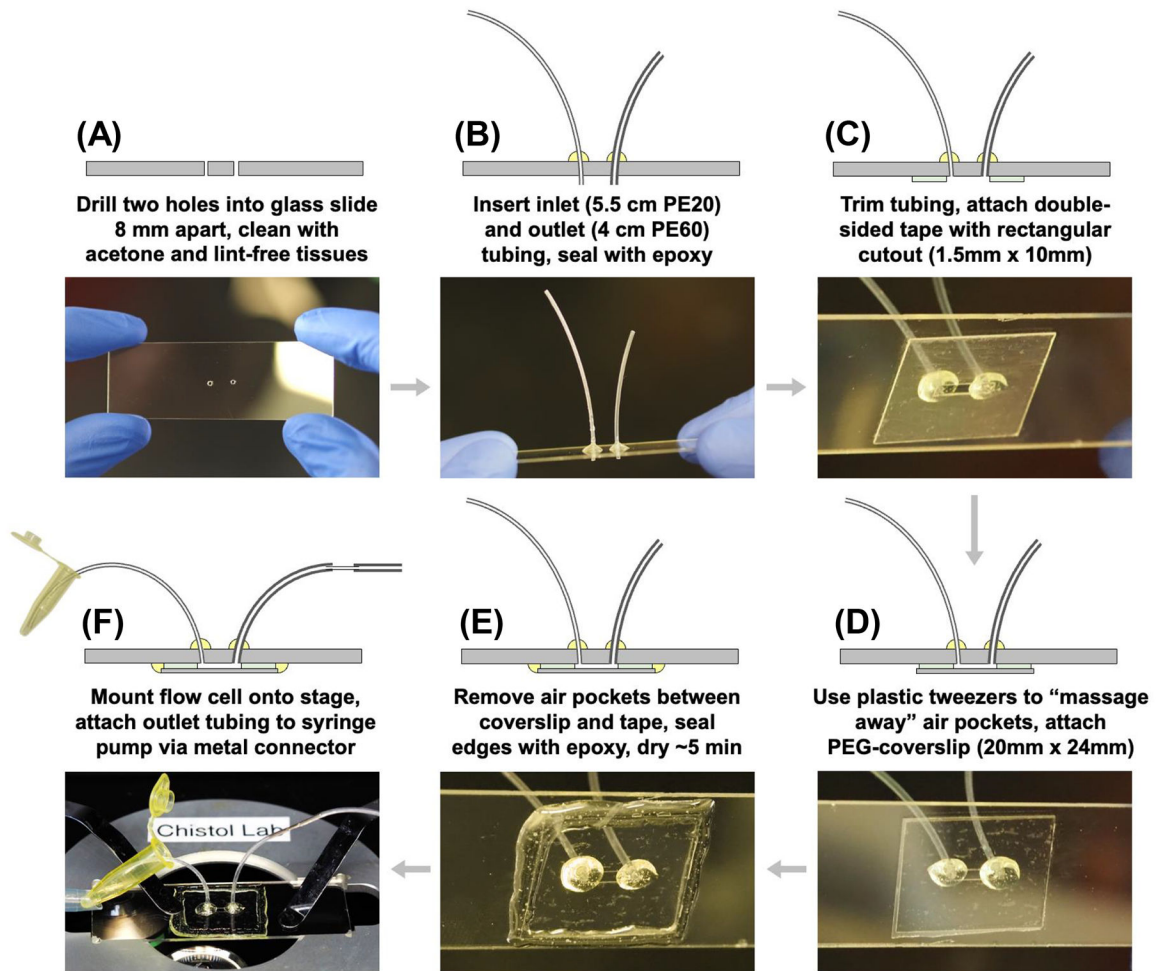 (A)
Drill two holes into glass slide
8 mm apart, clean with
acetone and lint-free tissues
(B)
Insert inlet (5.5 cm PE20)
and outlet (4 cm PE60)
tubing, seal with epoxy
(C)
Trim tubing, attach double-
sided tape with rectangular
cutout (1.5mm x 10mm)
(D)
Use plastic tweezers to “massage
away” air pockets, attach
PEG-coverslip (20mm x 24mm)
(E)
Remove air pockets between
coverslip and tape, seal
edges with epoxy, dry ~5 min
(F)
Mount flow cell onto stage,
attach outlet tubing to syringe
pump via metal connector
Chistol Lab